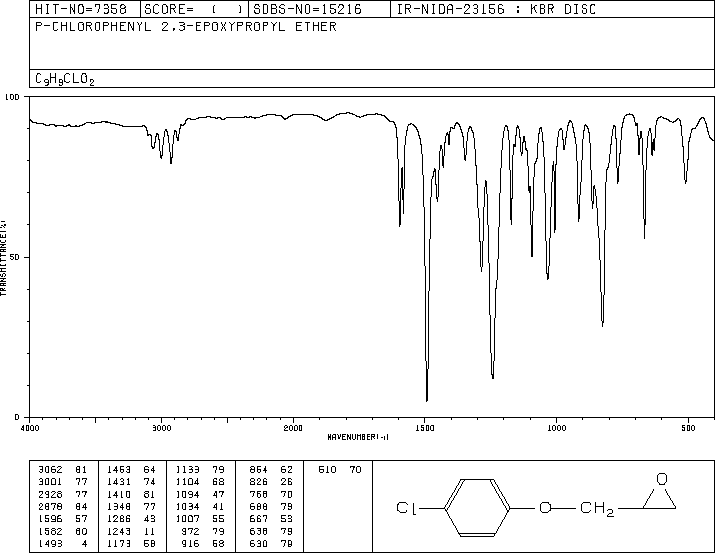 HIT-NO=7358 SCORE= ( ) SDBS-NO=15216 IR-NIDA-23156 : KBR DISC
P-CHLOROPHENYL 2,3-EPOXYPROPYL ETHER
C9H9CLO2
100
50
0
TRANSMITTANCE(%)
4000 3000 2000 1500 1000 500
WAVENUMBER(-1)
3062 81 1453 64 1133 79 864 62 510 70
3001 77 1431 74 1104 68 826 26
2928 77 1410 81 1094 47 768 70
2878 84 1348 77 1034 41 688 79
1596 57 1286 43 1007 55 667 53
1582 60 1243 11 972 79 638 79
1493 4 1173 58 916 58 630 79
Cl O CH2 O